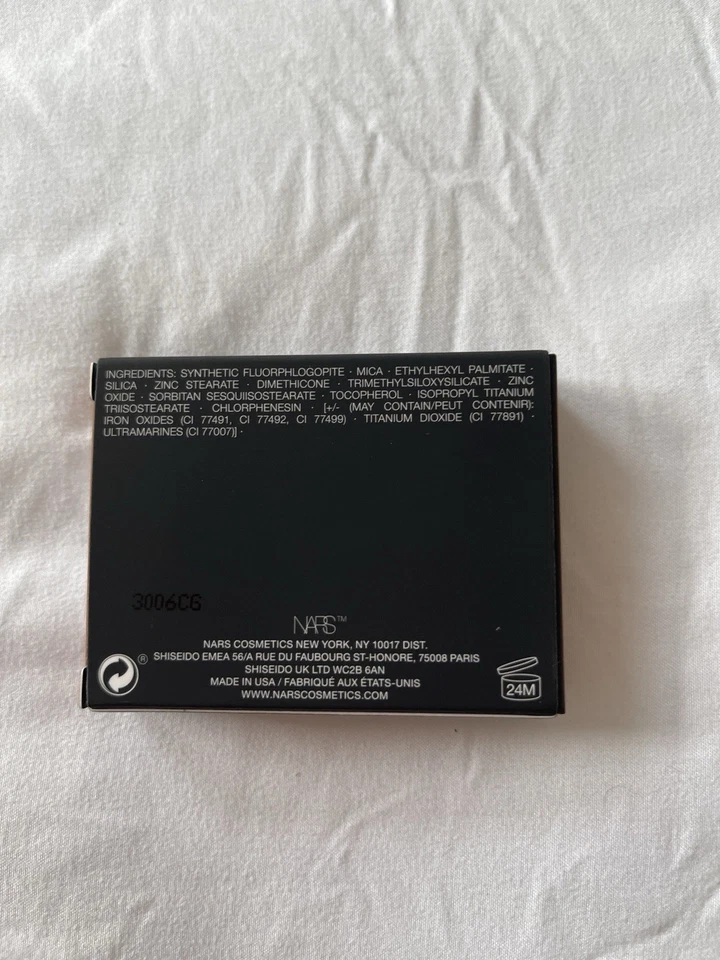 INGREDIENTS: SYNTHETIC FLUORPHLOGOPITE · MICA · ETHYLHEXYL PALMITATE ·
SILICA · ZINC STEARATE · DIMETHICONE · TRIMETHYLSILOXYSILICATE · ZINC
OXIDE · SORBITAN SESQUIISOSTEARATE · TOCOPHEROL · ISOPROPYL TITANIUM
TRIISOSTEARATE · CHLORPHENESIN · [+/- (MAY CONTAIN/PEUT CONTENIR):
IRON OXIDES (CI 77491, CI 77492, CI 77499) · TITANIUM DIOXIDE (CI 77891) ·
ULTRAMARINES (CI 77007)] ·
3006CG
NARS™
NARS COSMETICS NEW YORK, NY 10017 DIST.
® SHISEIDO EMEA 56/A RUE DU FAUBOURG ST-HONORE, 75008 PARIS
SHISEIDO UK LTD WC2B 6AN
MADE IN USA / FABRIQUÉ AUX ÉTATS-UNIS
WWW.NARSCOSMETICS.COM
24M